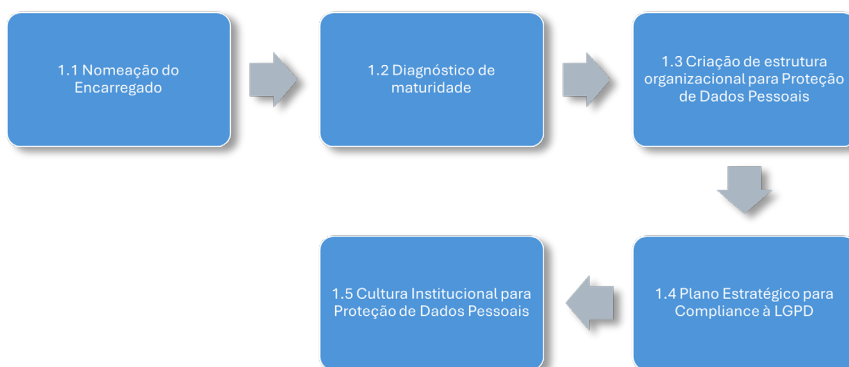 1.1 Nomeação do
Encarregado
1.2 Diagnóstico de
maturidade
1.3 Criação de estrutura
organizacional para Proteção
de Dados Pessoais
1.4 Plano Estratégico para
Compliance à LGPD
1.5 Cultura Institucional para
Proteção de Dados Pessoais